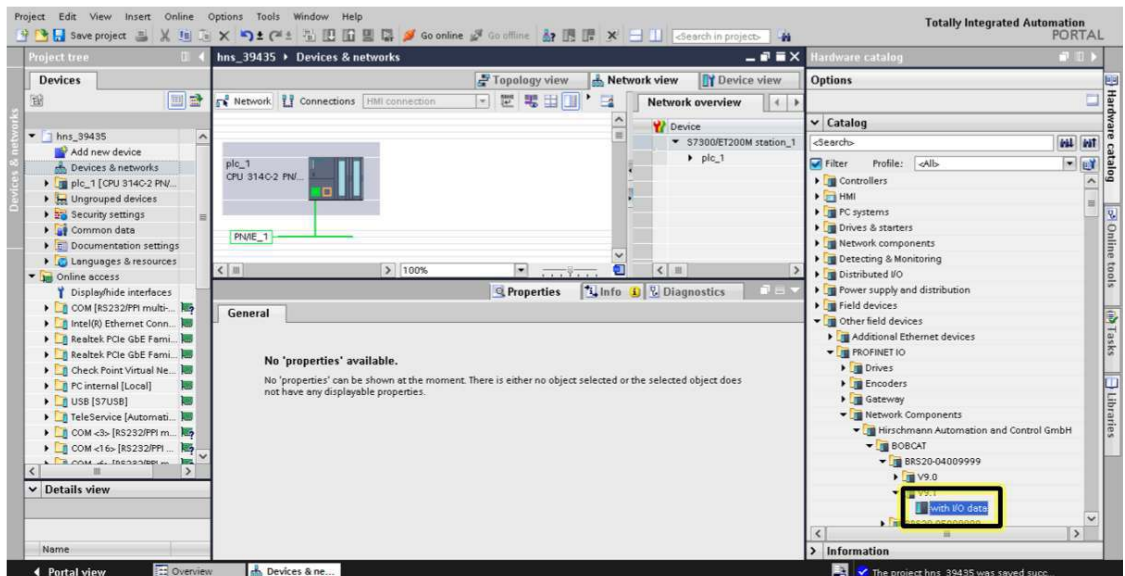 Project Edit View Insert Online Options Tools Window Help
Totally Integrated Automation
PORTAL
Save project Go online Go offline <Search in project>
Project tree
Devices
Devices & networks
hns_39435
Add new device
Devices & networks
plc_1 [CPU 314C-2 PN/...
Ungrouped devices
Security settings
Common data
Documentation settings
Languages & resources
Online access
Display/hide interfaces
COM [RS232/PPI multi-...
Intel(R) Ethernet Conn...
Realtek PCIe GbE Fami...
Realtek PCIe GbE Fami...
Check Point Virtual Ne...
PC internal [Local]
USB [S7USB]
TeleService [Automati...
COM <3> [RS232/PPI m...
COM <16> [RS232/PPI ...
Details view
Name
hns_39435 Devices & networks
Topology view Network view Device view
Network Connections HMI connection
plc_1
CPU 314C-2 PN/...
PN/IE_1
100%
Network overview
Device
S7300/ET200M station_1
plc_1
Properties Info Diagnostics
General
No 'properties' available.
No 'properties' can be shown at the moment. There is either no object selected or the selected object does
not have any displayable properties.
Hardware catalog
Options
Catalog
<Search>
Filter Profile: <All>
Controllers
HMI
PC systems
Drives & starters
Network components
Detecting & Monitoring
Distributed I/O
Power supply and distribution
Field devices
Other field devices
Additional Ethernet devices
PROFINET IO
Drives
Encoders
Gateway
Network Components
Hirschmann Automation and Control GmbH
BOBCAT
BRS20-04009999
V9.0
V9.1
with I/O data
Information
Hardware catalog
Online tools
Tasks
Libraries
Portal view Overview Devices & ne...
The project hns_39435 was saved succ...